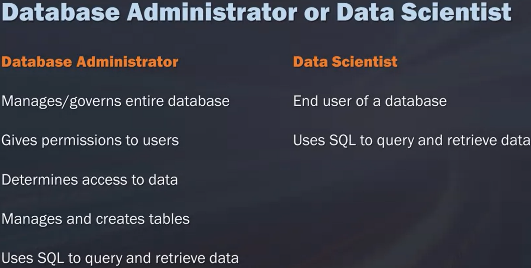 Database Administrator or Data Scientist
Database Administrator
Manages/governs entire database
Gives permissions to users
Determines access to data
Manages and creates tables
Uses SQL to query and retrieve data
Data Scientist
End user of a database
Uses SQL to query and retrieve data